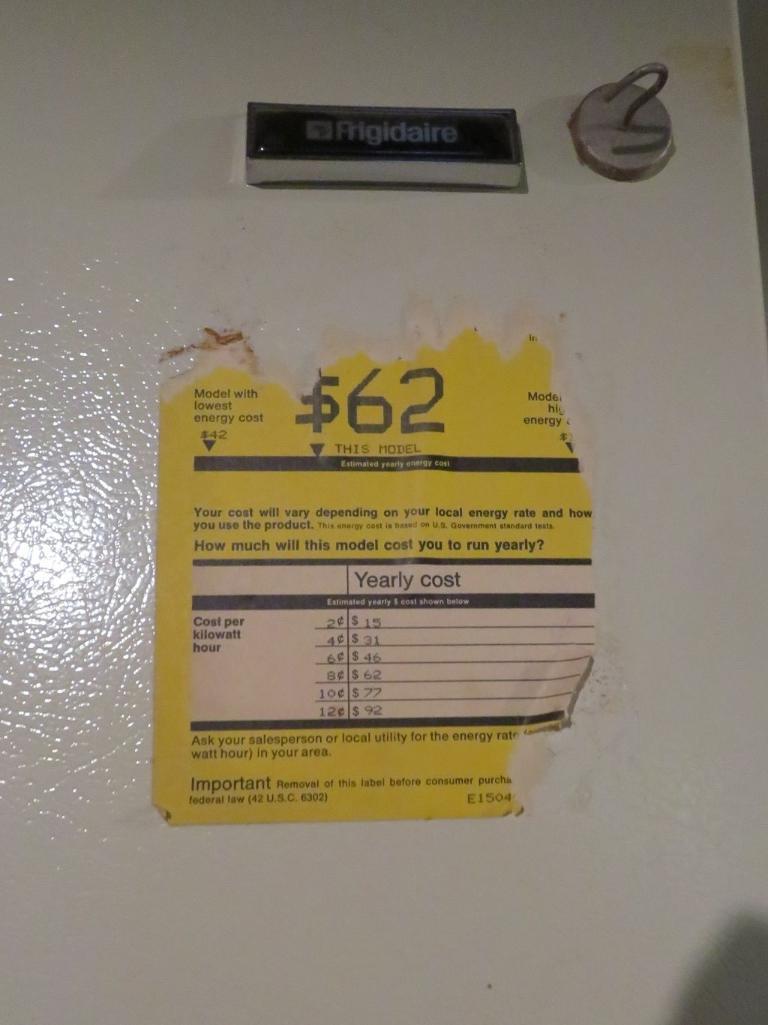 Frigidaire
in
Model with
lowest
energy cost
$42
$62
THIS MODEL
energy
Estimated yearly energy cost
Your cost will vary depending on your local energy rate and how
you use the product. This energy cost is based on U.S. Government standard tests.
How much will this model cost you to run yearly?
Yearly cost
Estimated yearly $ cost shown below
Cost per
kilowatt
hour
2¢ $ 15
4¢ $ 31
6¢ $ 46
8¢ $ 62
10¢ $ 77
12¢ $ 92
Ask your salesperson or local utility for the energy rate
watt hour) in your area.
Important Removal of this label before consumer purcha
federal law (42 U.S.C. 6302)
E1504